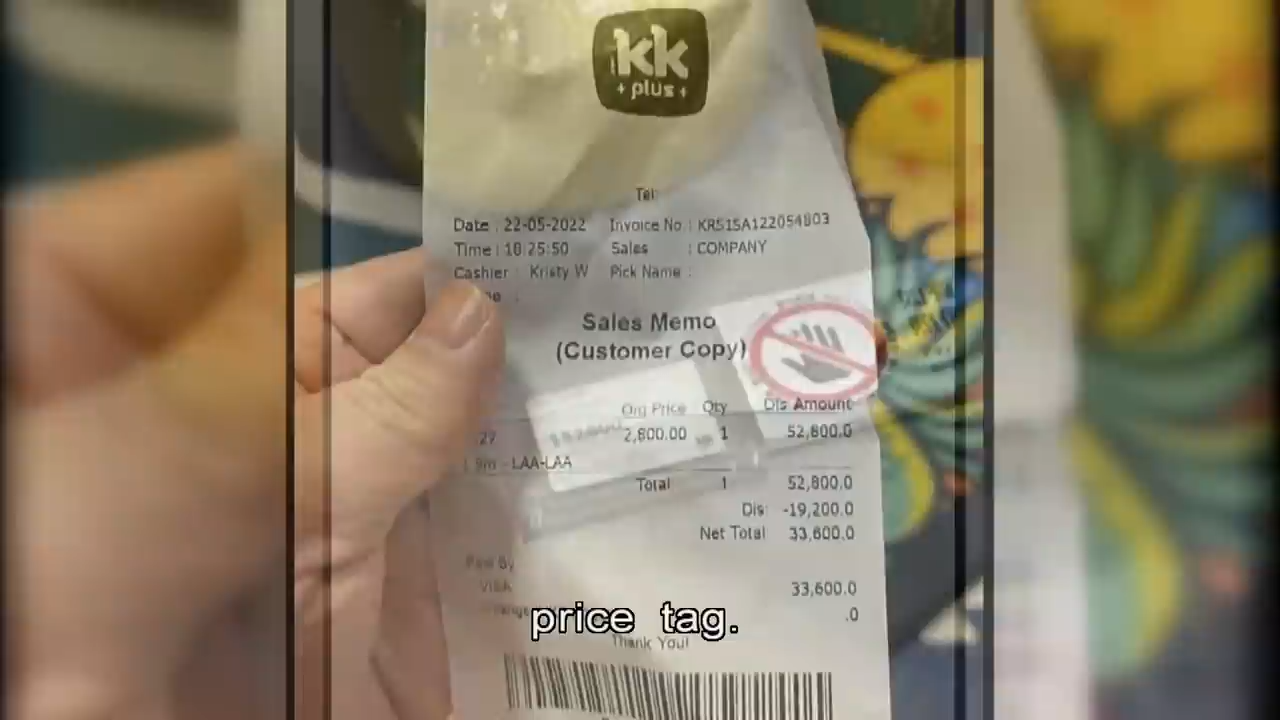 kk
+ plus +
Tel:
Date : 22-05-2022 Invoice No : KR51SA122054803
Time : 18:25:50 Sales : COMPANY
Cashier : Kristy W Pick Name :
Sales Memo
(Customer Copy)
Org Price Qty Dis Amount
2,800.00 1 52,800.0
LAA-LAA
Total 1 52,800.0
Dis: -19,200.0
Net Total 33,600.0
Paid By
VISA 33,600.0
.0
price tag.
Thank You!